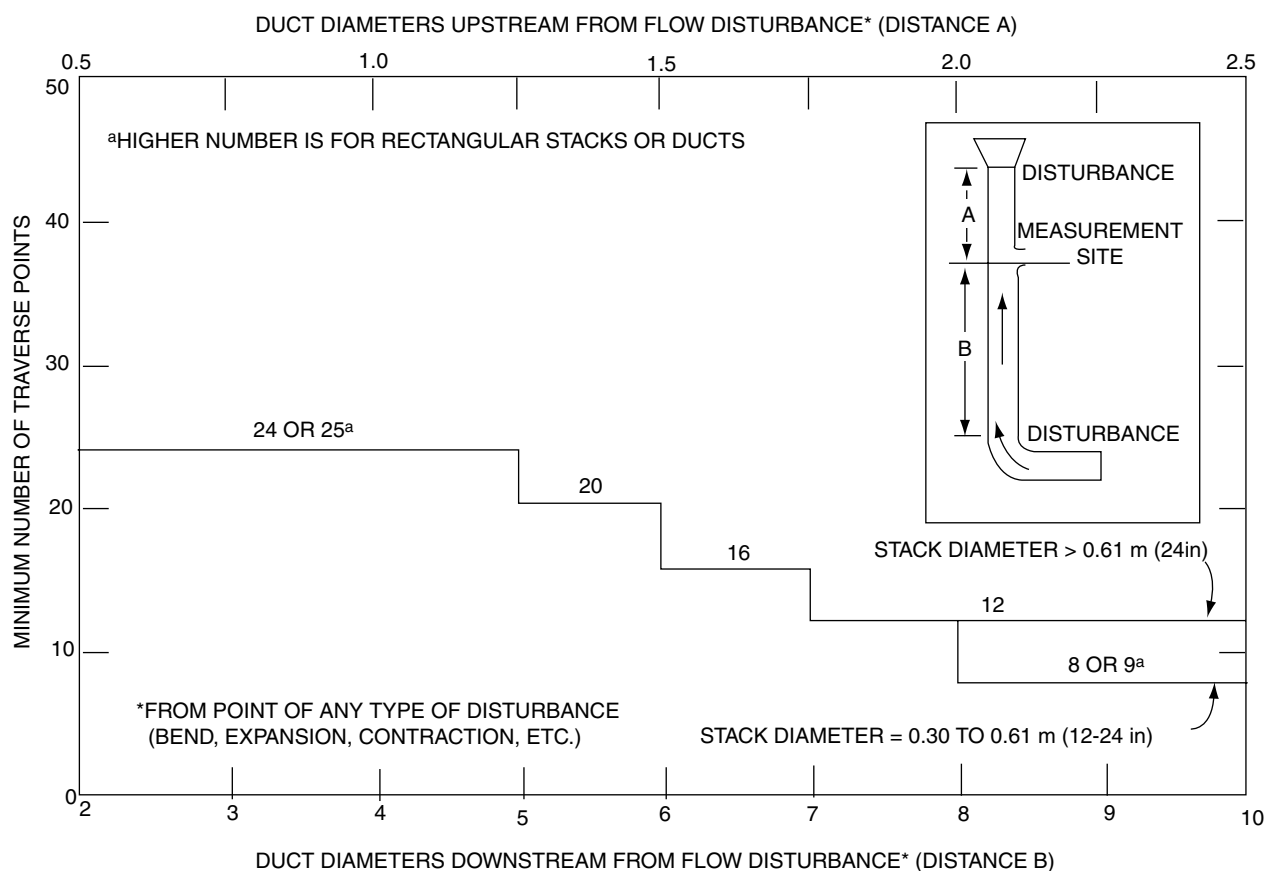 DUCT DIAMETERS UPSTREAM FROM FLOW DISTURBANCE* (DISTANCE A)
0.5 1.0 1.5 2.0 2.5
50
aHIGHER NUMBER IS FOR RECTANGULAR STACKS OR DUCTS
DISTURBANCE
A
MEASUREMENT
SITE
B
DISTURBANCE
40
30
20
10
0
MINIMUM NUMBER OF TRAVERSE POINTS
24 OR 25a
20
16
STACK DIAMETER > 0.61 m (24in)
12
8 OR 9a
*FROM POINT OF ANY TYPE OF DISTURBANCE
(BEND, EXPANSION, CONTRACTION, ETC.)
STACK DIAMETER = 0.30 TO 0.61 m (12-24 in)
2 3 4 5 6 7 8 9 10
DUCT DIAMETERS DOWNSTREAM FROM FLOW DISTURBANCE* (DISTANCE B)